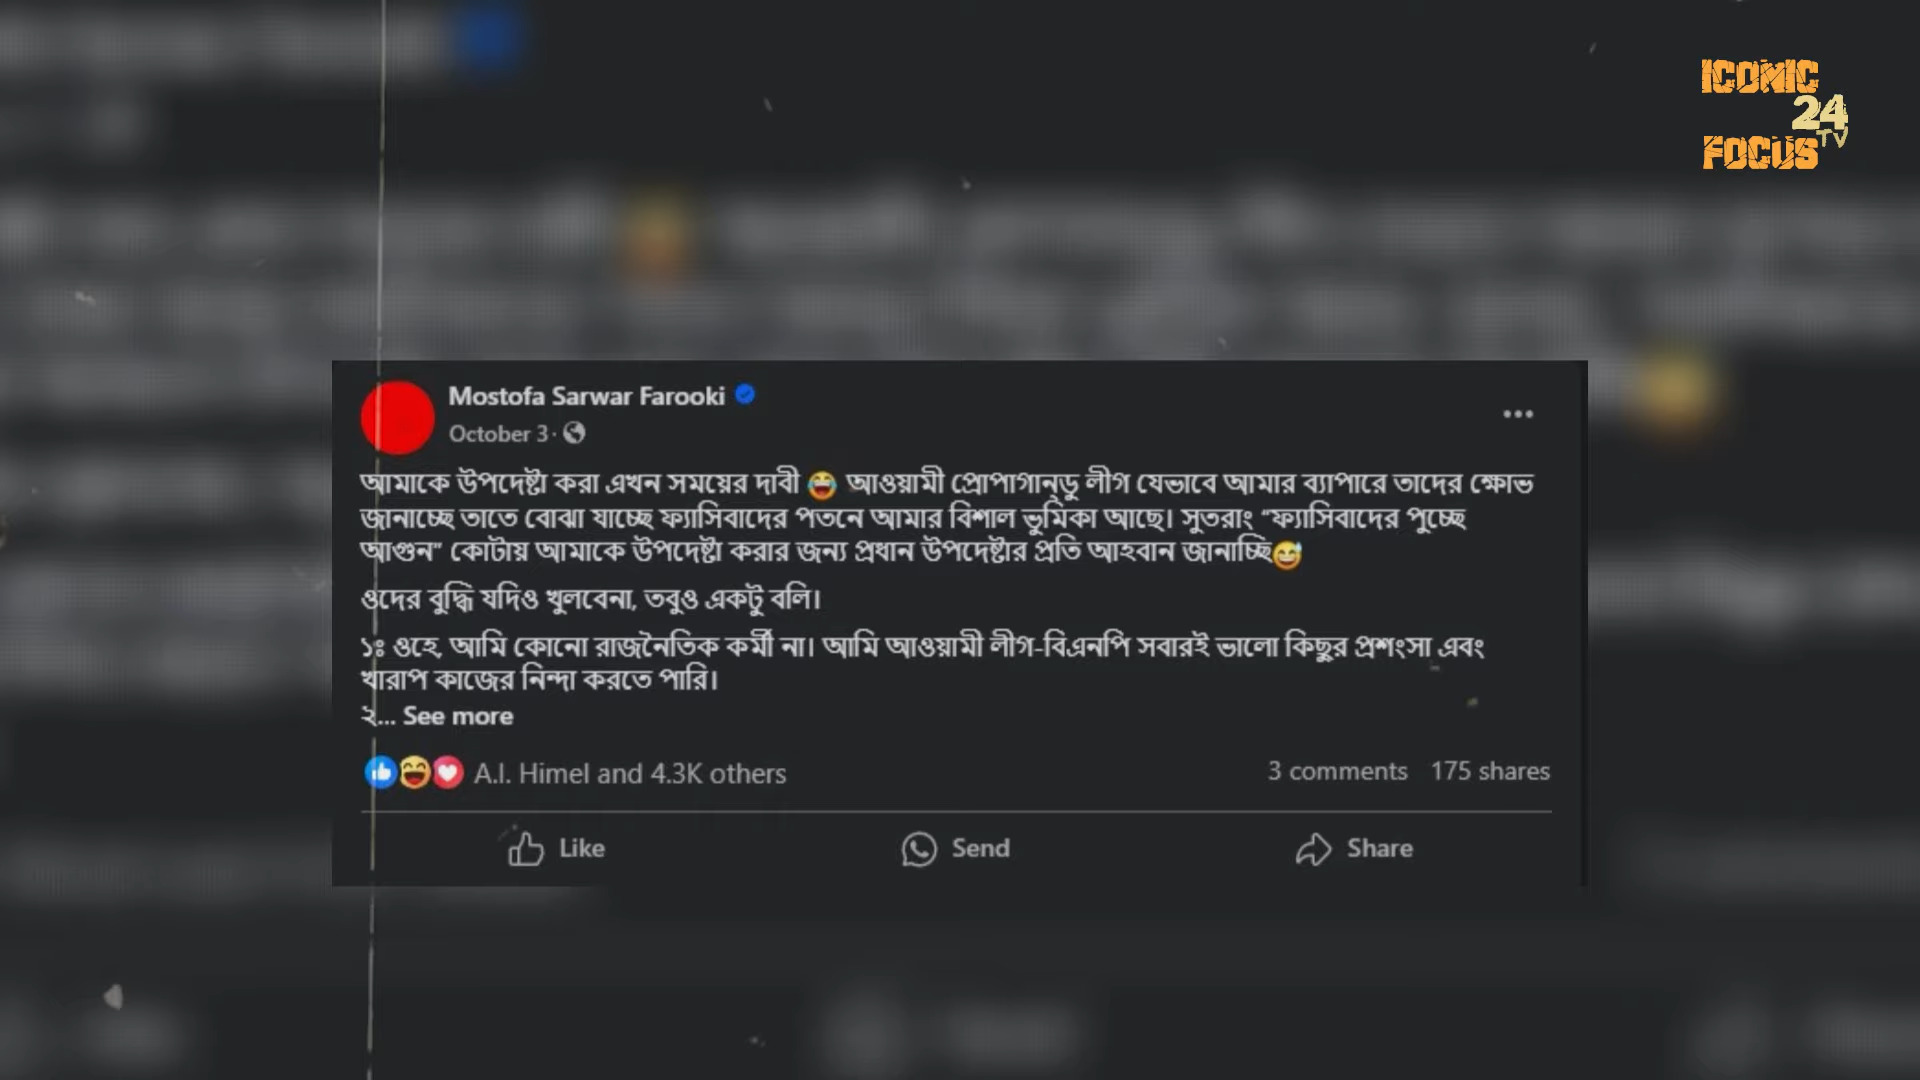 ICONIC
24
TV
FOCUS
Mostofa Sarwar Farooki
October 3 ·
আমাকে উপদেষ্টা করা এখন সময়ের দাবী 😂 আওয়ামী প্রোপাগান্ডু লীগ যেভাবে আমার ব্যাপারে তাদের ক্ষোভ
জানাচ্ছে তাতে বোঝা যাচ্ছে ফ্যাসিবাদের পতনে আমার বিশাল ভুমিকা আছে। সুতরাং “ফ্যাসিবাদের পুচ্ছে
আগুন” কোটায় আমাকে উপদেষ্টা করার জন্য প্রধান উপদেষ্টার প্রতি আহবান জানাচ্ছি😅
ওদের বুদ্ধি যদিও খুলবেনা, তবুও একটু বলি।
১ঃ ওহে, আমি কোনো রাজনৈতিক কর্মী না। আমি আওয়ামী লীগ-বিএনপি সবারই ভালো কিছুর প্রশংসা এবং
খারাপ কাজের নিন্দা করতে পারি।
২... See more
A.I. Himel and 4.3K others
3 comments 175 shares
Like
Send
Share